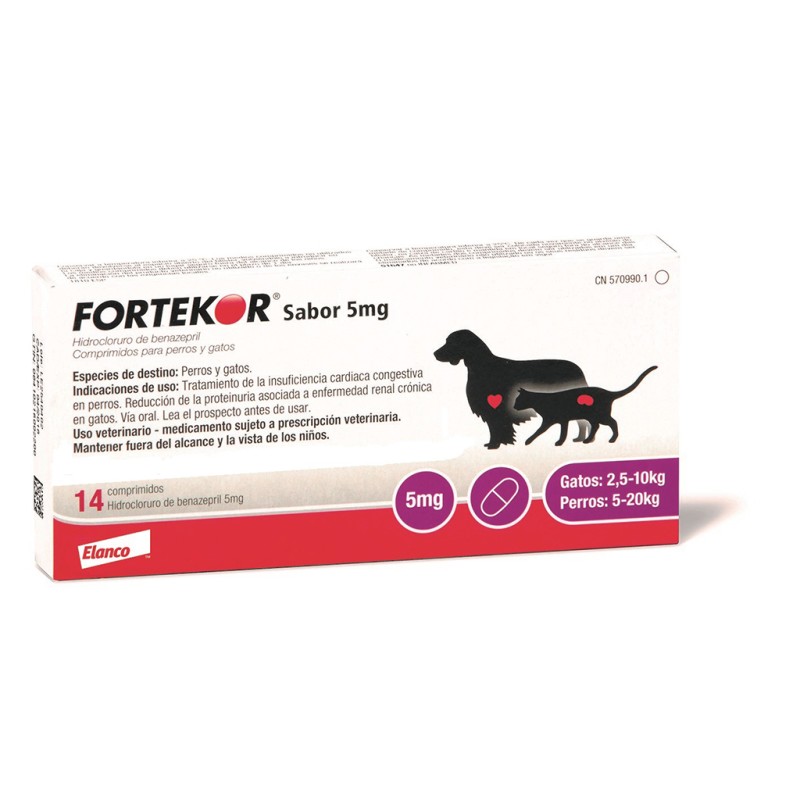 CN 570990.1
FORTEKOR® Sabor 5mg
Hidrocloruro de benazepril
Comprimidos para perros y gatos
Especies de destino: Perros y gatos.
Indicaciones de uso: Tratamiento de la insuficiencia cardiaca congestiva
en perros. Reducción de la proteinuria asociada a enfermedad renal crónica
en gatos. Vía oral. Lea el prospecto antes de usar.
Uso veterinario - medicamento sujeto a prescripción veterinaria.
Mantener fuera del alcance y la vista de los niños.
14 comprimidos
Hidrocloruro de benazepril 5mg
5mg
Gatos: 2,5-10kg
Perros: 5-20kg
Elanco™